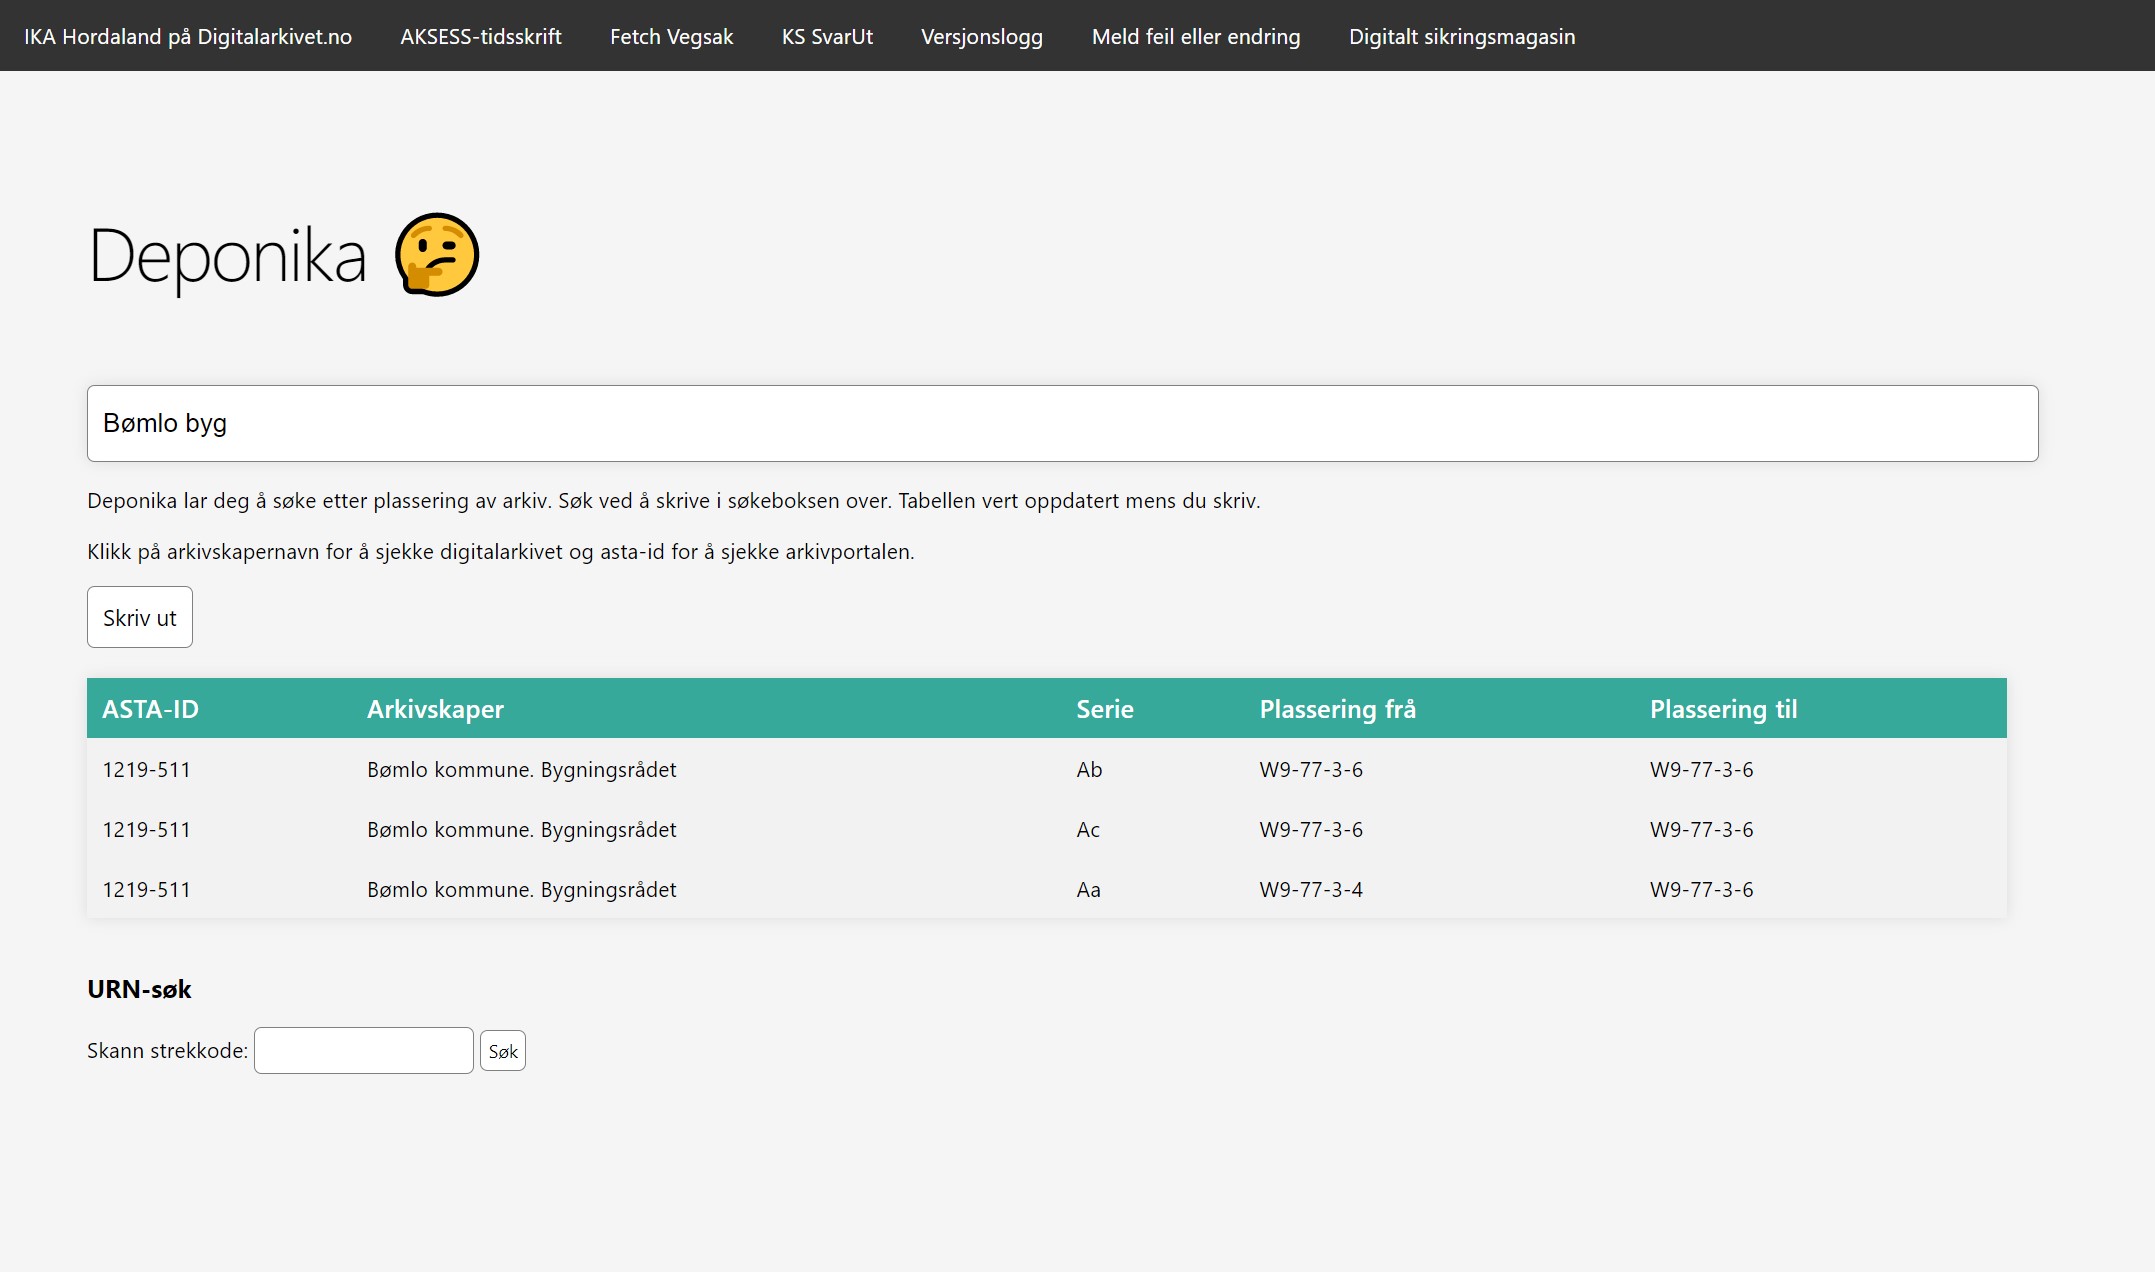 IKA Hordaland på Digitalarkivet.no AKSESS-tidsskrift Fetch Vegsak KS SvarUt Versjonslogg Meld feil eller endring Digitalt sikringsmagasin
Deponika 🤔
Bømlo byg
Deponika lar deg å søke etter plassering av arkiv. Søk ved å skrive i søkeboksen over. Tabellen vert oppdatert mens du skriv.
Klikk på arkivskapernavn for å sjekke digitalarkivet og asta-id for å sjekke arkivportalen.
Skriv ut
ASTA-ID Arkivskaper Serie Plassering frå Plassering til
1219-511 Bømlo kommune. Bygningsrådet Ab W9-77-3-6 W9-77-3-6
1219-511 Bømlo kommune. Bygningsrådet Ac W9-77-3-6 W9-77-3-6
1219-511 Bømlo kommune. Bygningsrådet Aa W9-77-3-4 W9-77-3-6
URN-søk
Skann strekkode: Søk